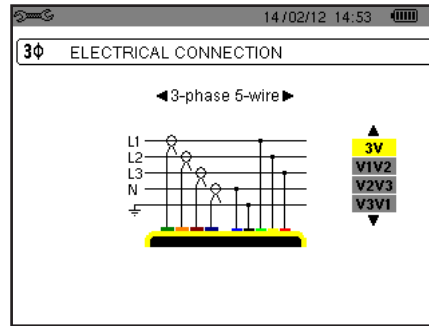 14/02/12 14:53
3Φ ELECTRICAL CONNECTION
◄3-phase 5-wire►
L1
L2
L3
N
3V
V1V2
V2V3
V3V1